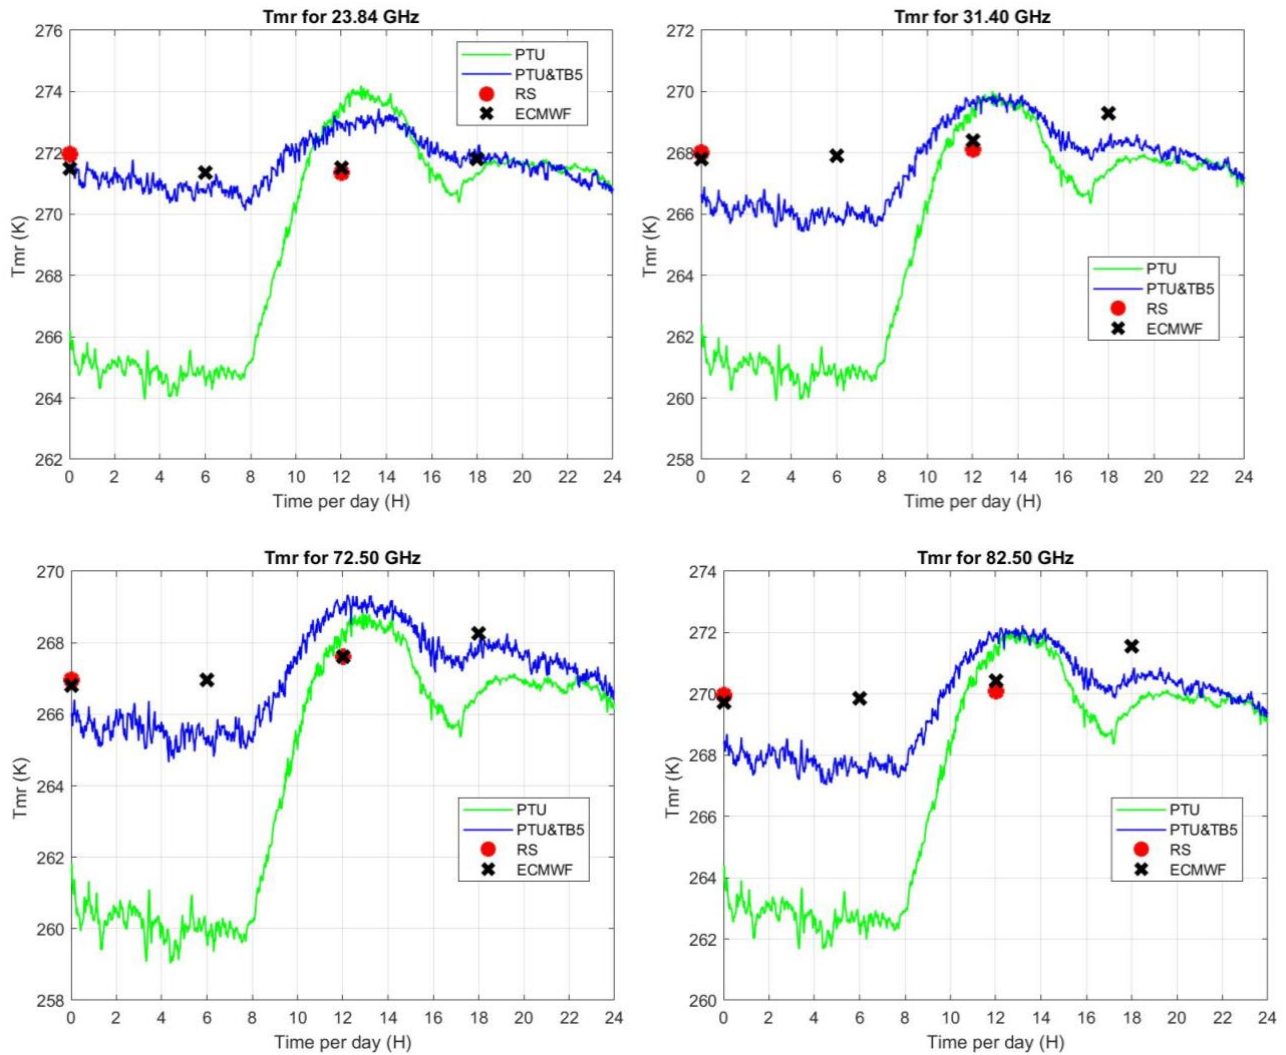 Tmr for 23.84 GHz
276
274
272
270
268
266
264
262
Tmr (K)
PTU
PTU&TB5
RS
ECMWF
0 2 4 6 8 10 12 14 16 18 20 22 24
Time per day (H)
Tmr for 31.40 GHz
272
270
268
266
264
262
260
258
Tmr (K)
PTU
PTU&TB5
RS
ECMWF
0 2 4 6 8 10 12 14 16 18 20 22 24
Time per day (H)
Tmr for 72.50 GHz
270
268
266
264
262
260
258
Tmr (K)
PTU
PTU&TB5
RS
ECMWF
0 2 4 6 8 10 12 14 16 18 20 22 24
Time per day (H)
Tmr for 82.50 GHz
274
272
270
268
266
264
262
260
Tmr (K)
PTU
PTU&TB5
RS
ECMWF
0 2 4 6 8 10 12 14 16 18 20 22 24
Time per day (H)